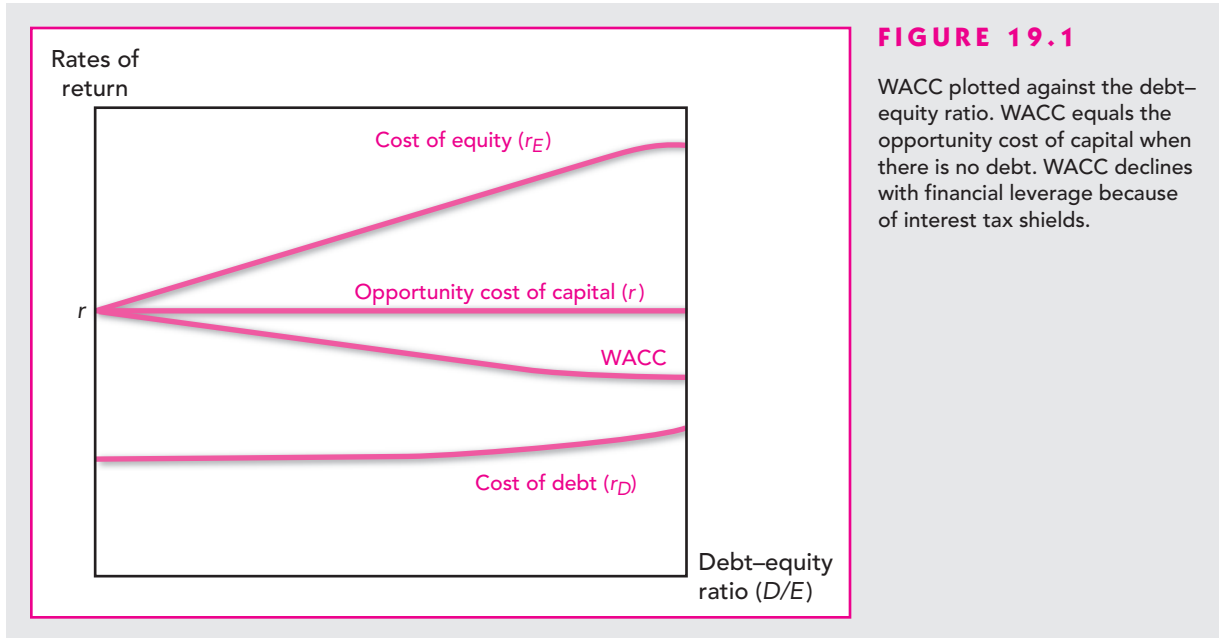 Rates of
return
Cost of equity (rE)
Opportunity cost of capital (r)
r
WACC
Cost of debt (rD)
Debt–equity
ratio (D/E)
FIGURE 19.1
WACC plotted against the debt–
equity ratio. WACC equals the
opportunity cost of capital when
there is no debt. WACC declines
with financial leverage because
of interest tax shields.